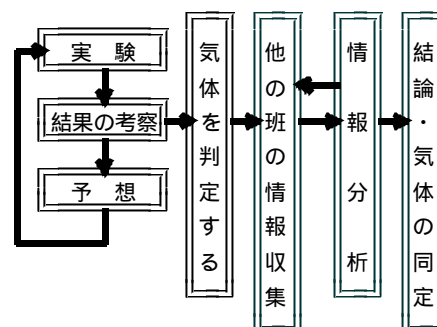 実　験
結果の考察
予　想
気体を判定する
他の班の情報収集
情報分析
結論・気体の同定